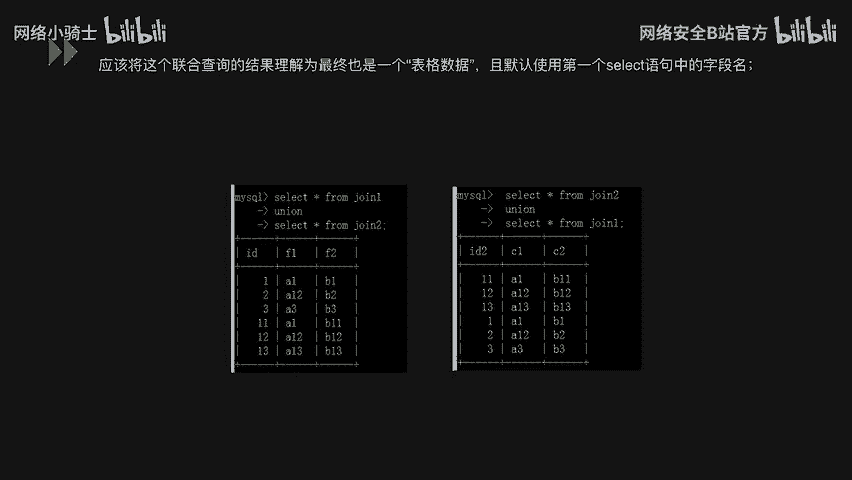 网络小骑士 bilibili
网络安全B站官方 bilibili
应该将这个联合查询的结果理解为最终也是一个“表格数据”，且默认使用第一个select语句中的字段名；
mysql> select * from join1
-> union
-> select * from join2;
| id | f1 | f2 |
| 1 | a1 | b1 |
| 2 | a12 | b2 |
| 3 | a3 | b3 |
| 11 | a1 | b11 |
| 12 | a12 | b12 |
| 13 | a13 | b13 |
mysql> select * from join2
-> union
-> select * from join1;
| id2 | c1 | c2 |
| 11 | a1 | b11 |
| 12 | a12 | b12 |
| 13 | a13 | b13 |
| 1 | a1 | b1 |
| 2 | a12 | b2 |
| 3 | a3 | b3 |